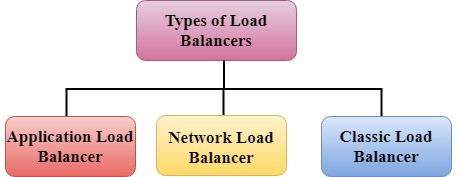 Types of Load
Balancers
Application Load
Balancer
Network Load
Balancer
Classic Load
Balancer